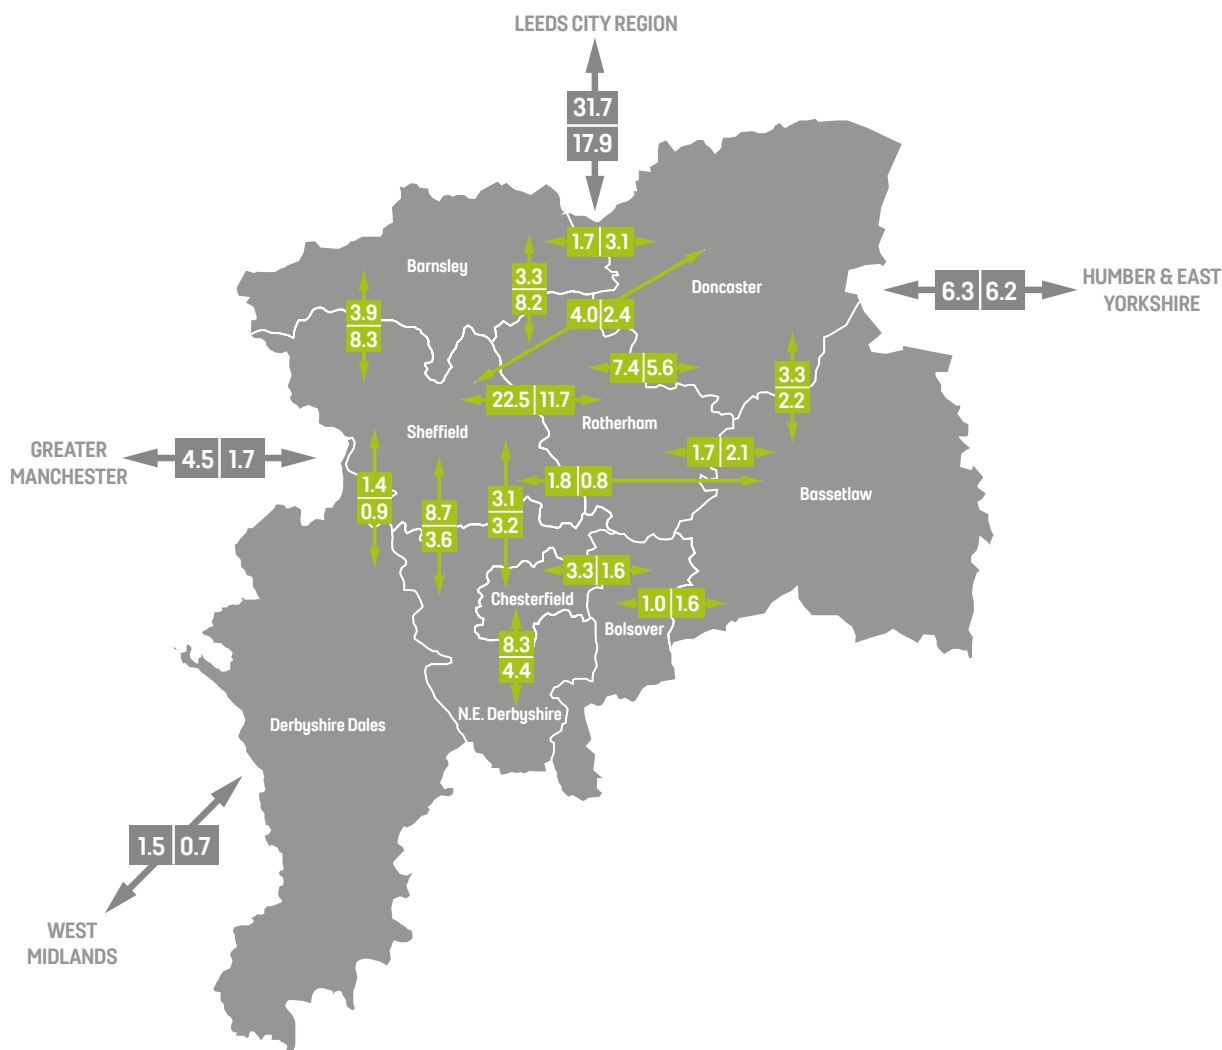 LEEDS CITY REGION
31.7
17.9
1.7 3.1
Barnsley
3.3
8.2
Doncaster
HUMBER & EAST
YORKSHIRE
6.3 6.2
3.9
8.3
4.0 2.4
7.4 5.6
3.3
2.2
22.5 11.7
Rotherham
Sheffield
GREATER
MANCHESTER
4.5 1.7
1.7 2.1
1.4
0.9
1.8 0.8
Bassetlaw
8.7
3.6
3.1
3.2
3.3 1.6
Chesterfield
1.0 1.6
Bolsover
8.3
4.4
N.E. Derbyshire
Derbyshire Dales
1.5 0.7
WEST
MIDLANDS